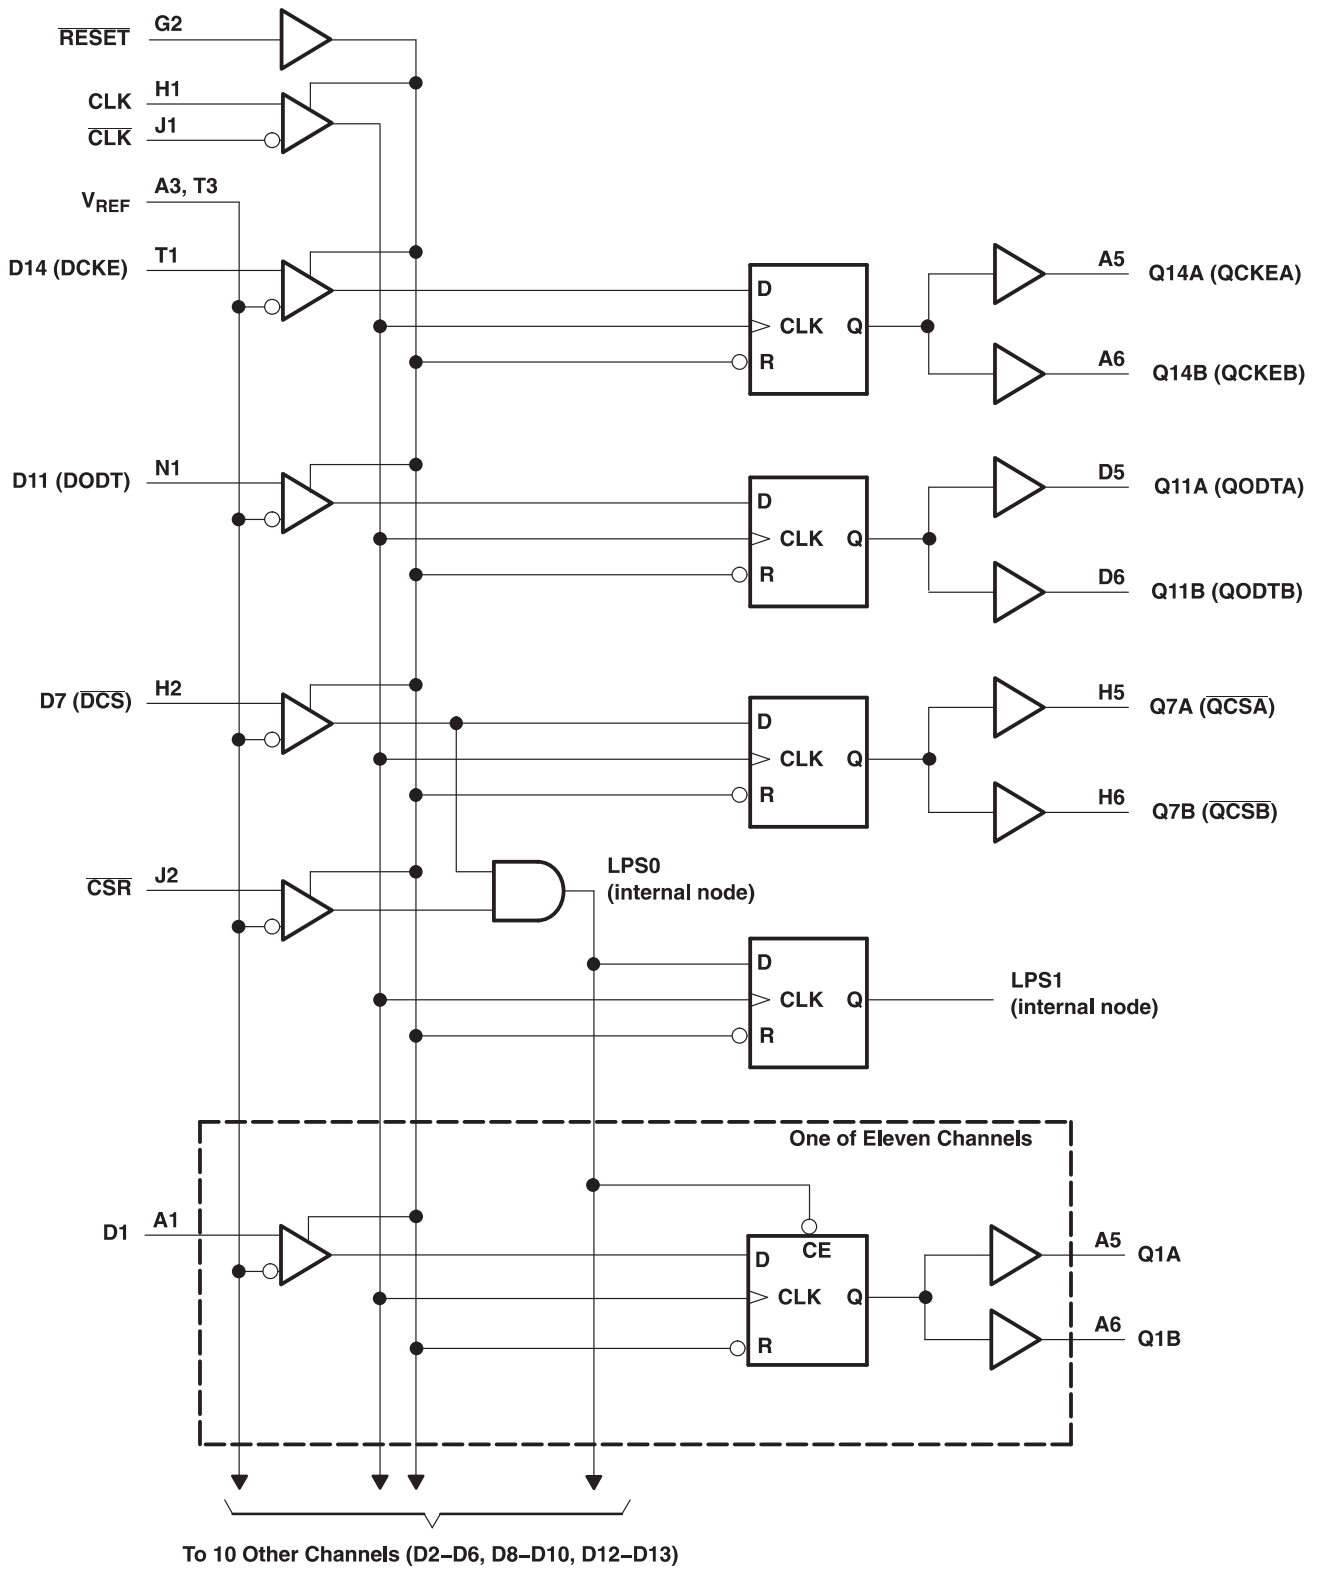 RESET G2
CLK H1
CLK J1
VREF A3, T3
D14 (DCKE) T1
D CLK Q R
A5 Q14A (QCKEA)
A6 Q14B (QCKEB)
D11 (DODT) N1
D CLK Q R
D5 Q11A (QODTA)
D6 Q11B (QODTB)
D7 (DCS) H2
D CLK Q R
H5 Q7A (QCSA)
H6 Q7B (QCSB)
CSR J2
LPS0
(internal node)
D CLK Q R
LPS1
(internal node)
One of Eleven Channels
D1 A1
CE
D CLK Q R
A5 Q1A
A6 Q1B
To 10 Other Channels (D2–D6, D8–D10, D12–D13)